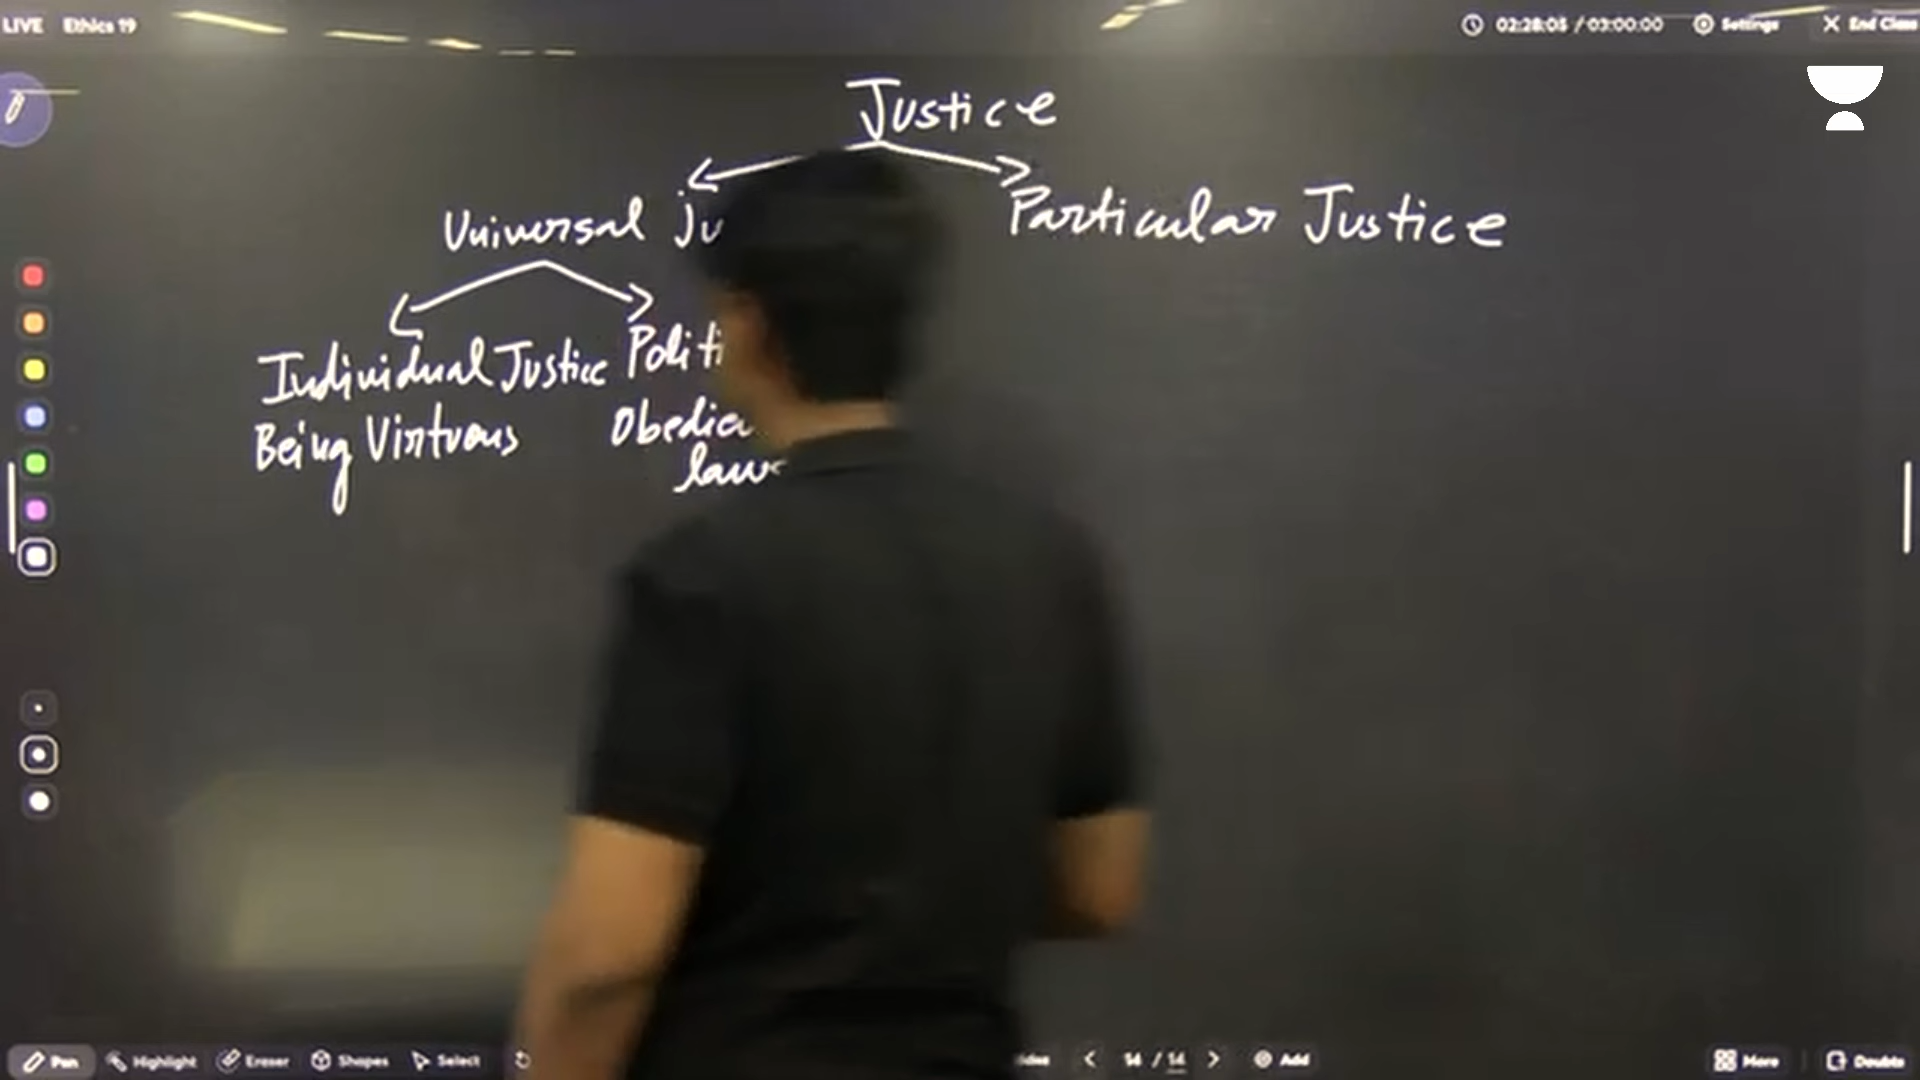 LIVE Ethics 19
02:28:05 / 03:00:00 Settings End Class
Justice
Universal Particular Justice
Individual Justice
Being Virtuous
Pen Highlight Eraser Shapes Select 14 / 14 Add More Doubts